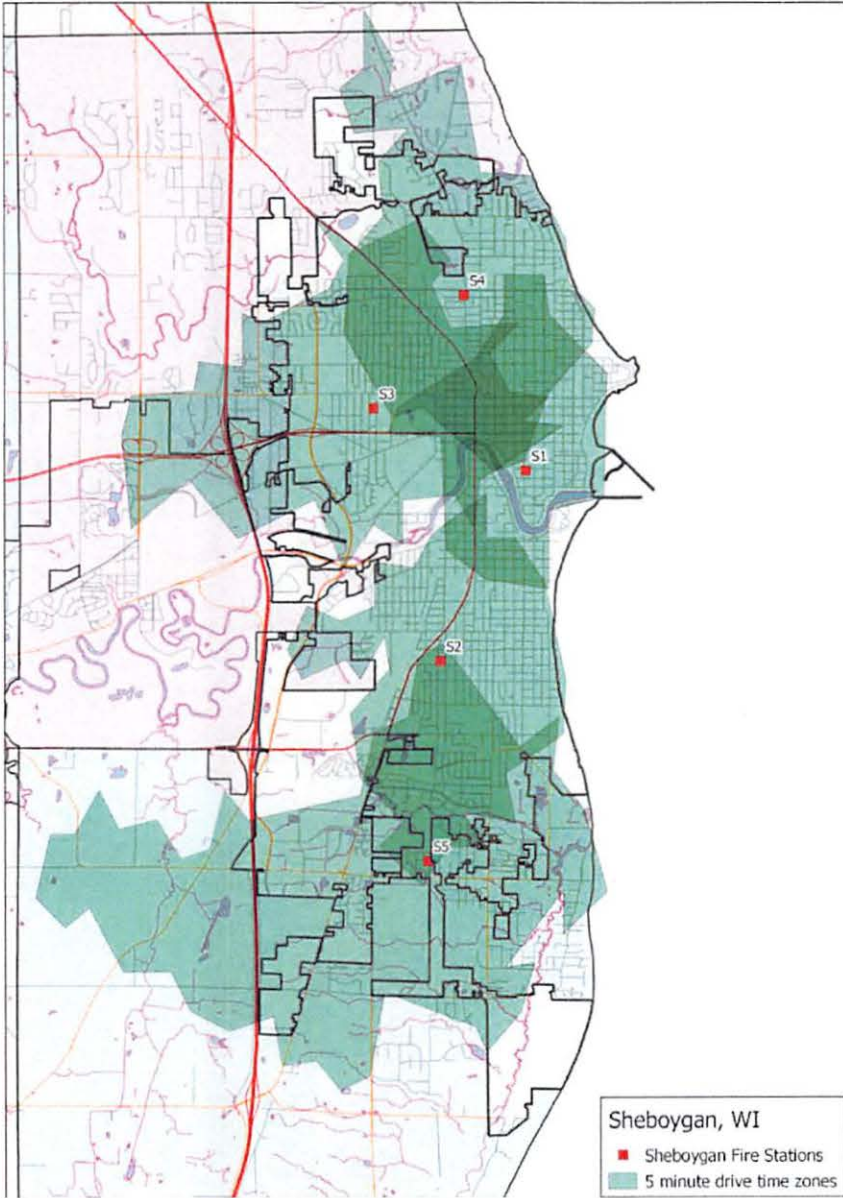 S4
S3
S1
S2
S5
Sheboygan, WI
Sheboygan Fire Stations
5 minute drive time zones